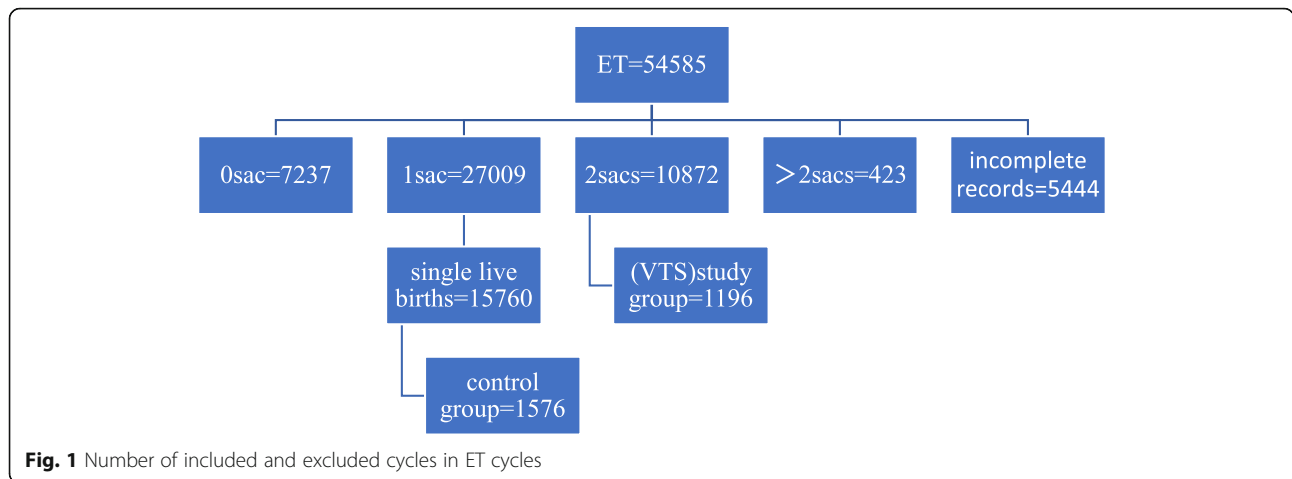 ET=54585
0sac=7237
1sac=27009
2sacs=10872
＞2sacs=423
incomplete
records=5444
single live
births=15760
(VTS)study
group=1196
control
group=1576
Fig. 1 Number of included and excluded cycles in ET cycles